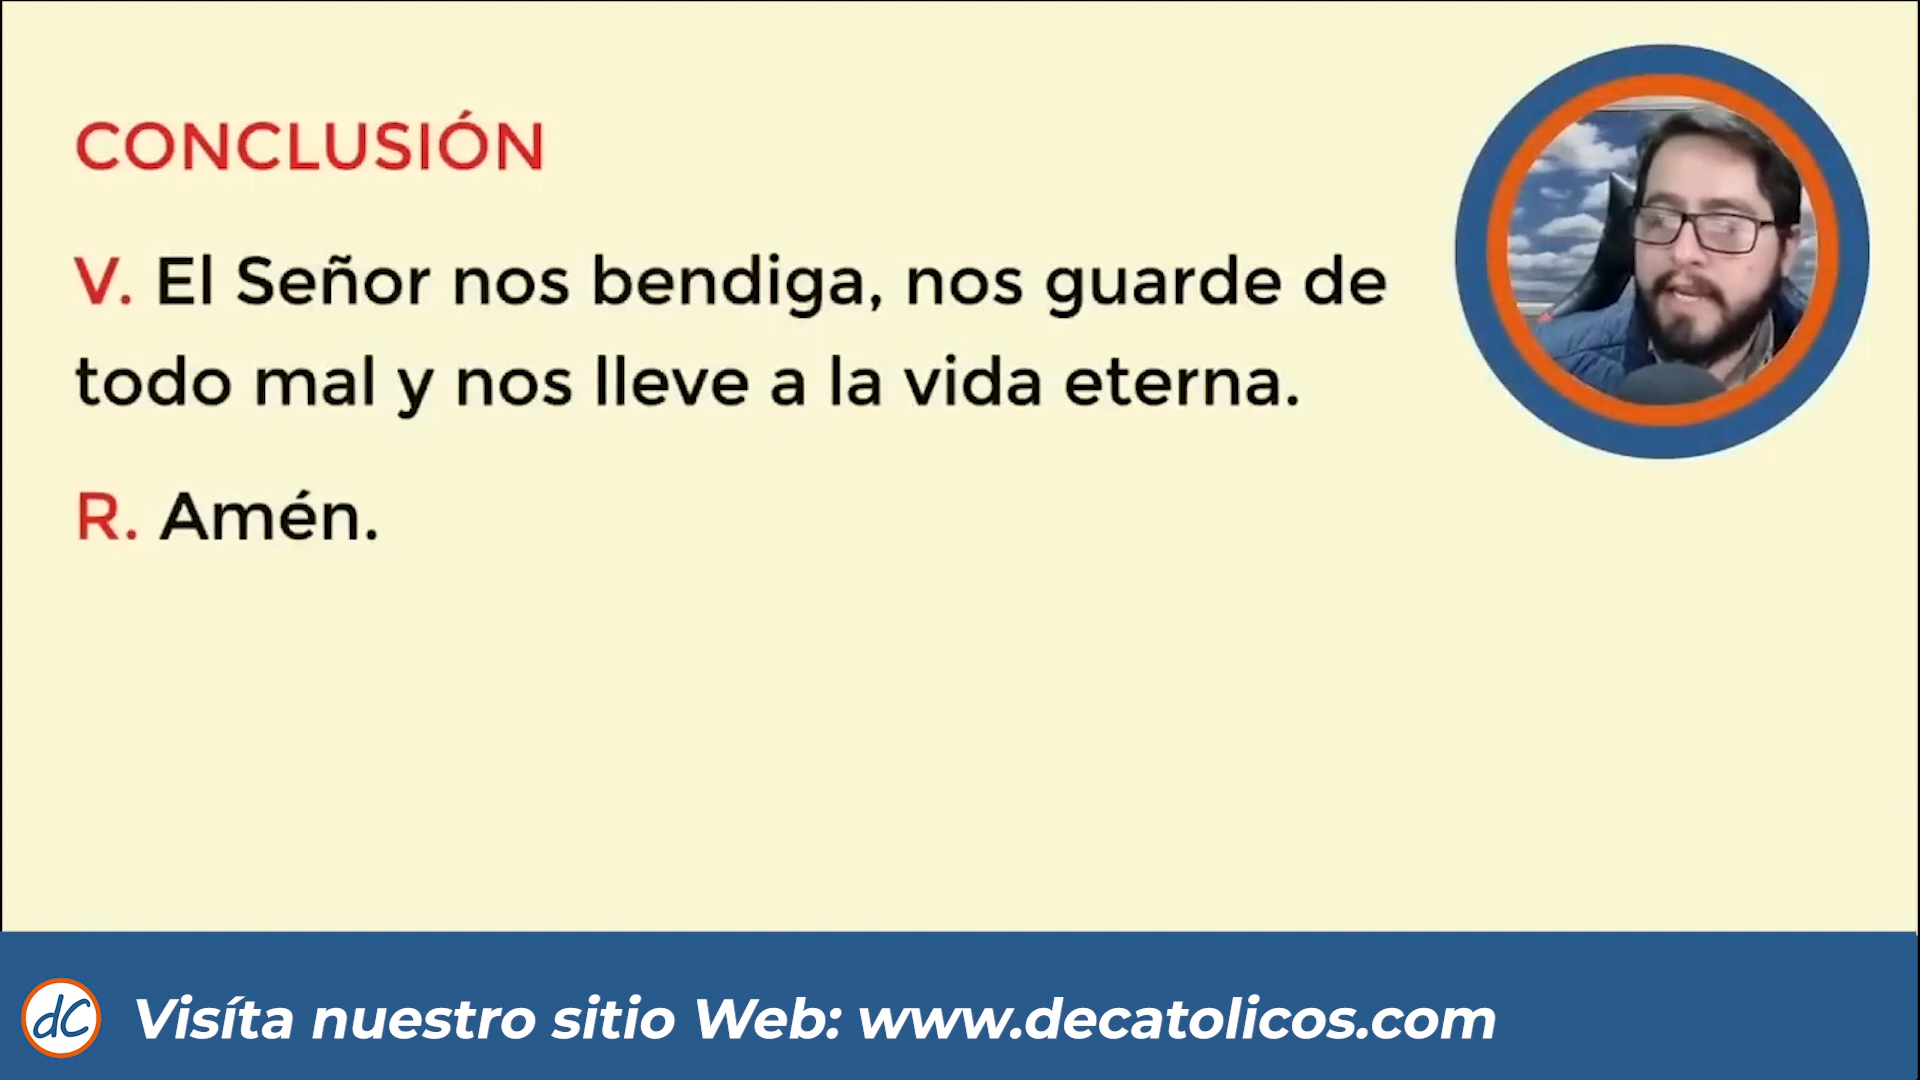 CONCLUSIÓN
V. El Señor nos bendiga, nos guarde de
todo mal y nos lleve a la vida eterna.
R. Amén.
dC Visíta nuestro sitio Web: www.decatolicos.com